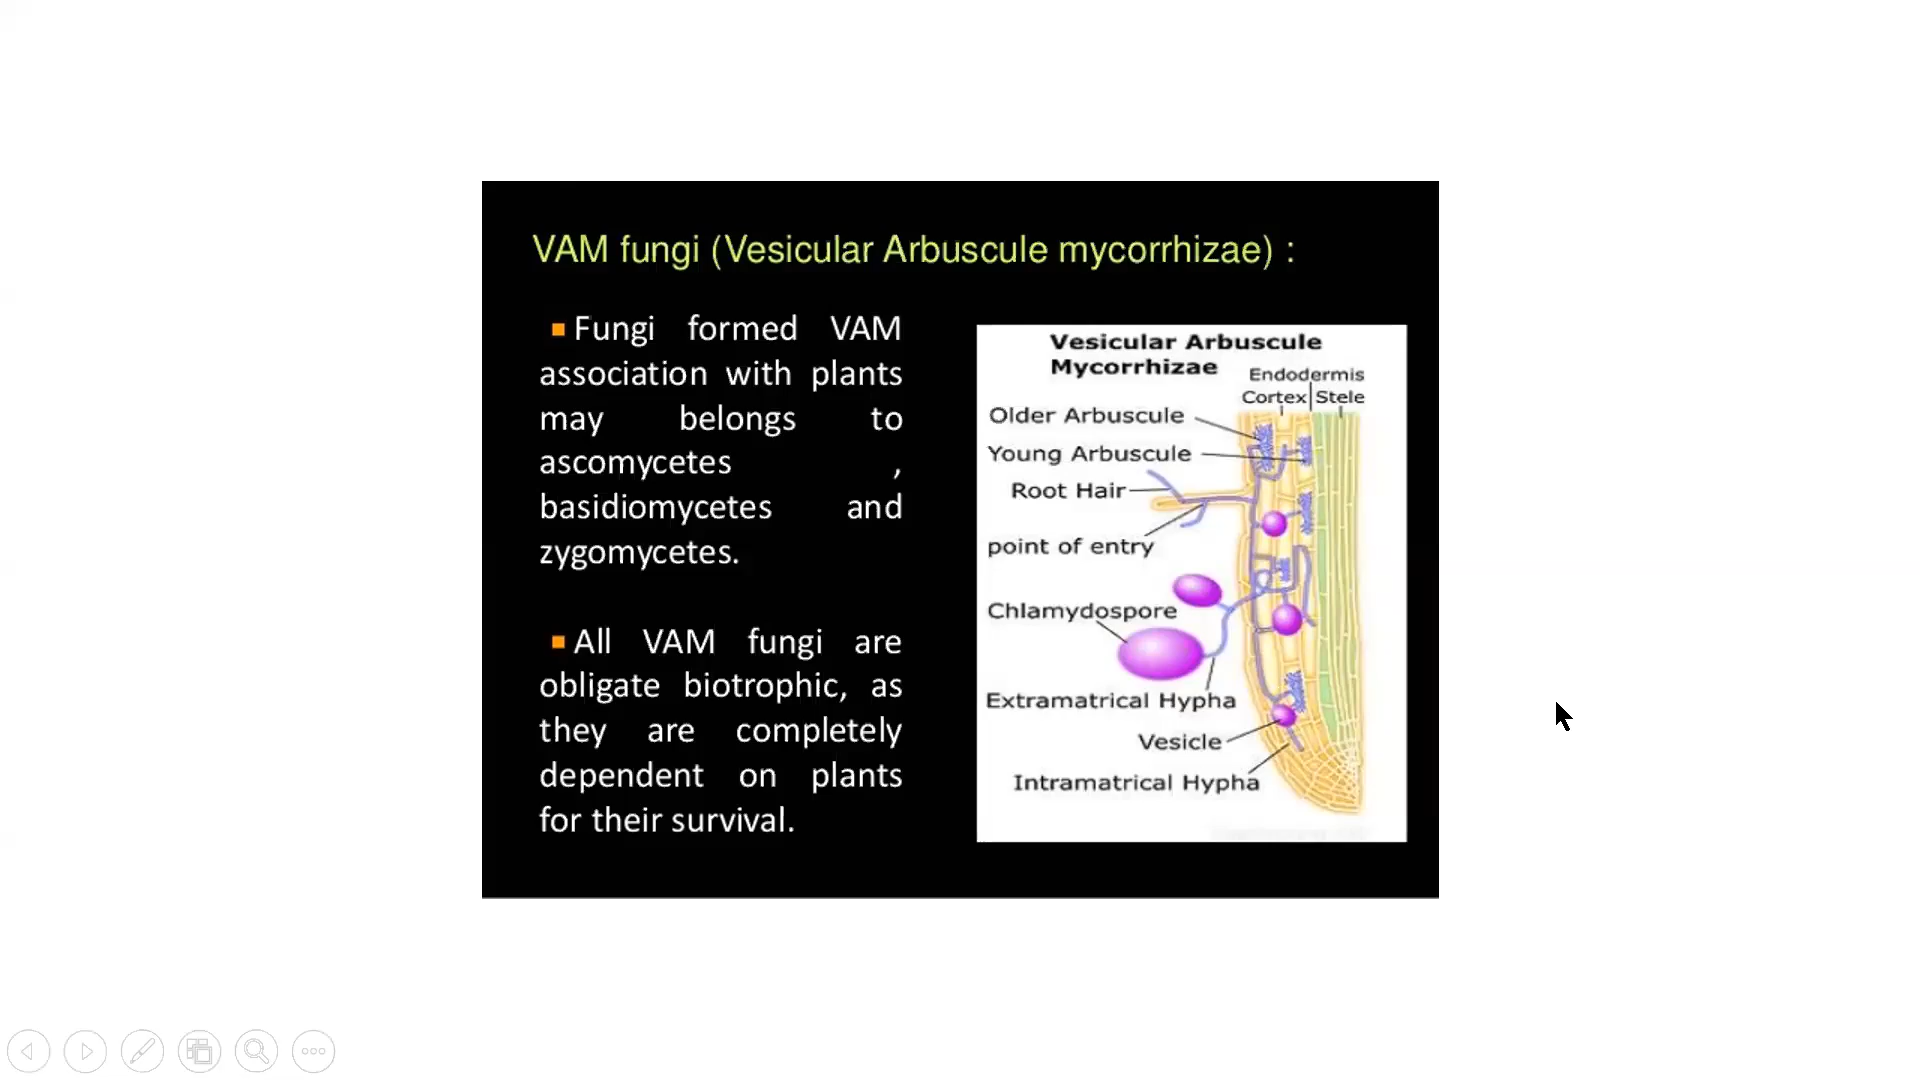 VAM fungi (Vesicular Arbuscule mycorrhizae) :
Fungi formed VAM
association with plants
may belongs to
ascomycetes ,
basidiomycetes and
zygomycetes.
All VAM fungi are
obligate biotrophic, as
they are completely
dependent on plants
for their survival.
Vesicular Arbuscule
Mycorrhizae
Endodermis
Cortex Stele
Older Arbuscule
Young Arbuscule
Root Hair
point of entry
Chlamydospore
Extramatrical Hypha
Vesicle
Intramatrical Hypha